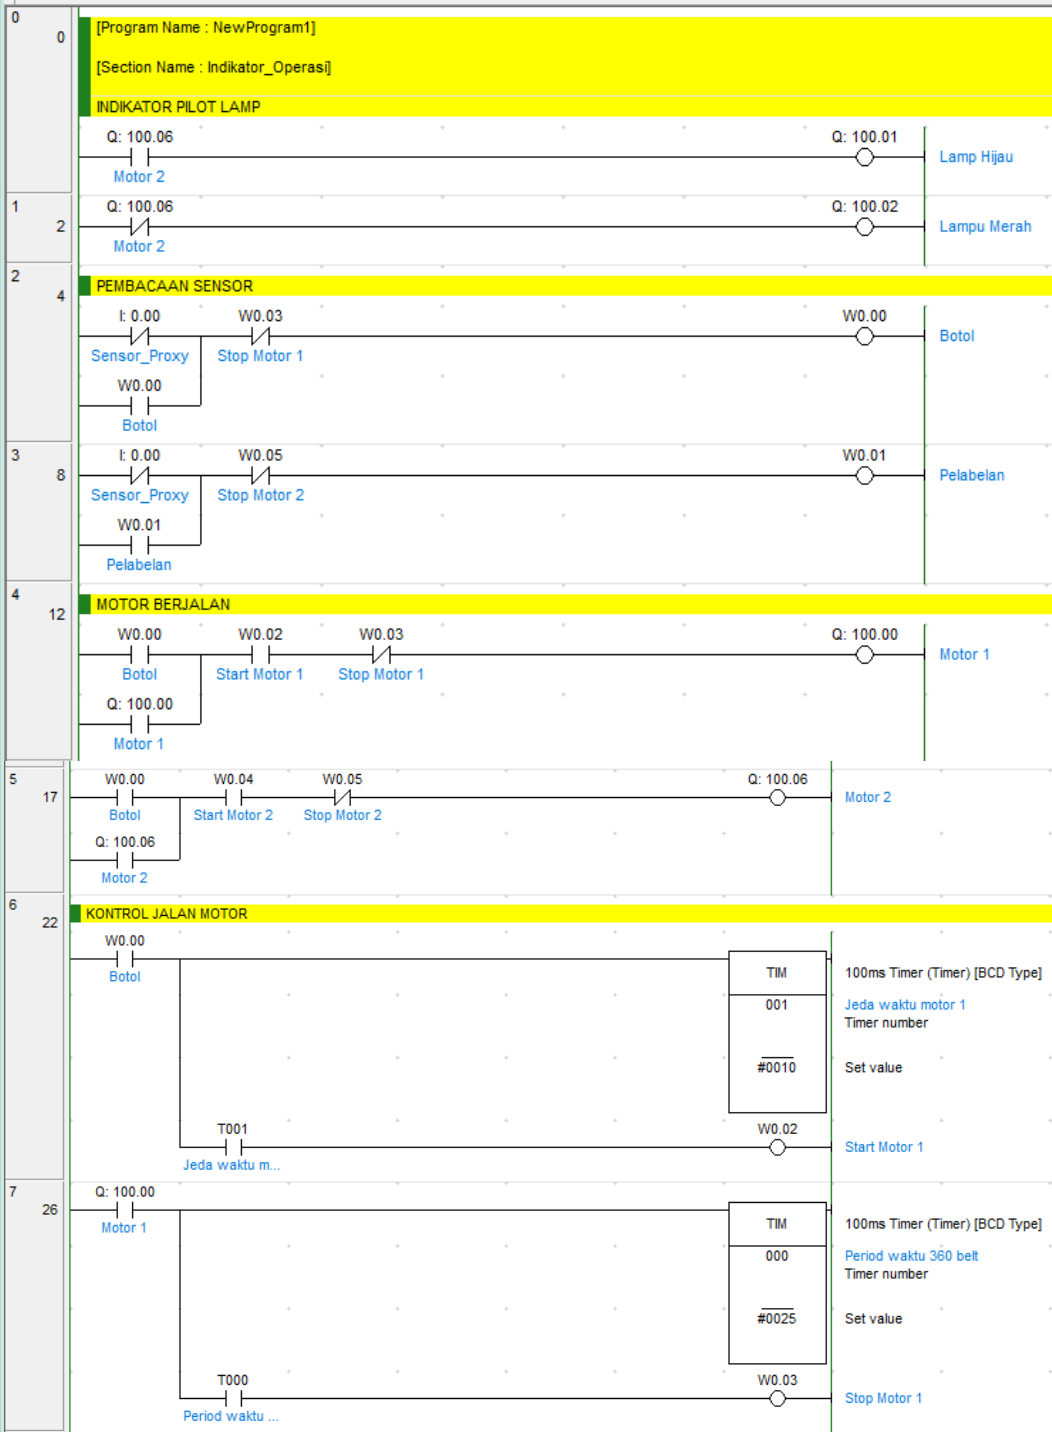 0
0
[Program Name : NewProgram1]
[Section Name : Indikator_Operasi]
INDIKATOR PILOT LAMP
Q: 100.06 Q: 100.01
Lamp Hijau
Motor 2
1
Q: 100.06 Q: 100.02
2
Lampu Merah
Motor 2
2
4
PEMBACAAN SENSOR
I: 0.00 W0.03 W0.00
Botol
Sensor_Proxy Stop Motor 1
W0.00
Botol
3
I: 0.00 W0.05 W0.01
8
Pelabelan
Sensor_Proxy Stop Motor 2
W0.01
Pelabelan
4
12
MOTOR BERJALAN
W0.00 W0.02 W0.03 Q: 100.00
Motor 1
Botol Start Motor 1 Stop Motor 1
Q: 100.00
Motor 1
5
W0.00 W0.04 W0.05 Q: 100.06
17
Motor 2
Botol Start Motor 2 Stop Motor 2
Q: 100.06
Motor 2
6
22
KONTROL JALAN MOTOR
W0.00
Botol
TIM 100ms Timer (Timer) [BCD Type]
001 Jeda waktu motor 1
Timer number
#0010 Set value
T001 W0.02
Start Motor 1
Jeda waktu m...
7
Q: 100.00
26
Motor 1
TIM 100ms Timer (Timer) [BCD Type]
000 Period waktu 360 belt
Timer number
#0025 Set value
T000 W0.03
Stop Motor 1
Period waktu ...